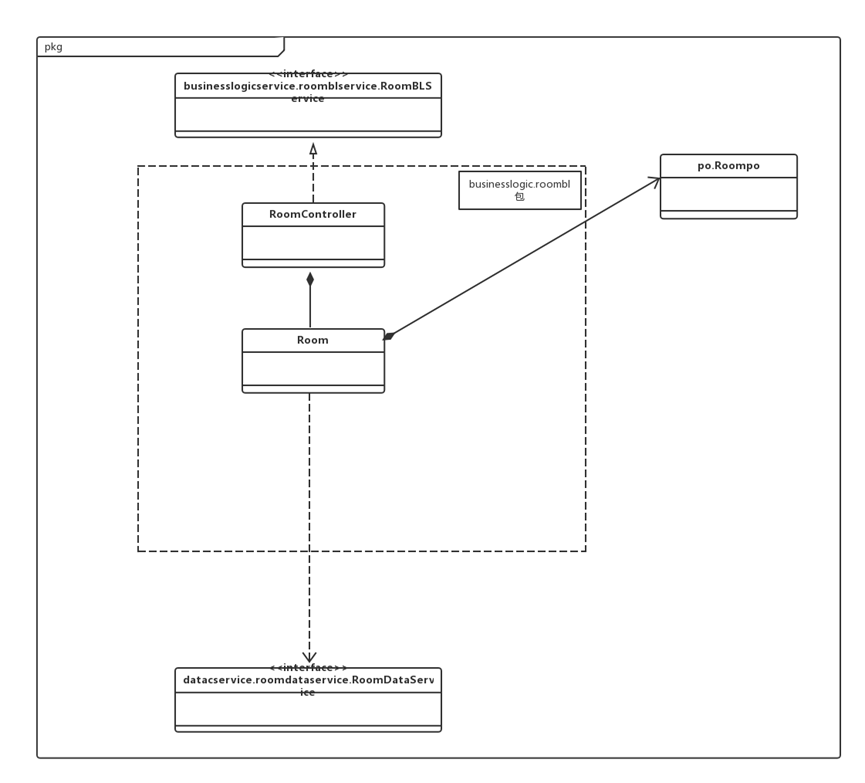 pkg
<<interface>>
businesslogicservice.roomblservice.RoomBLS
ervice
po.Roompo
businesslogic.roombl
包
RoomController
Room
<<interface>>
datacservice.roomdataservice.RoomDataServ
ice